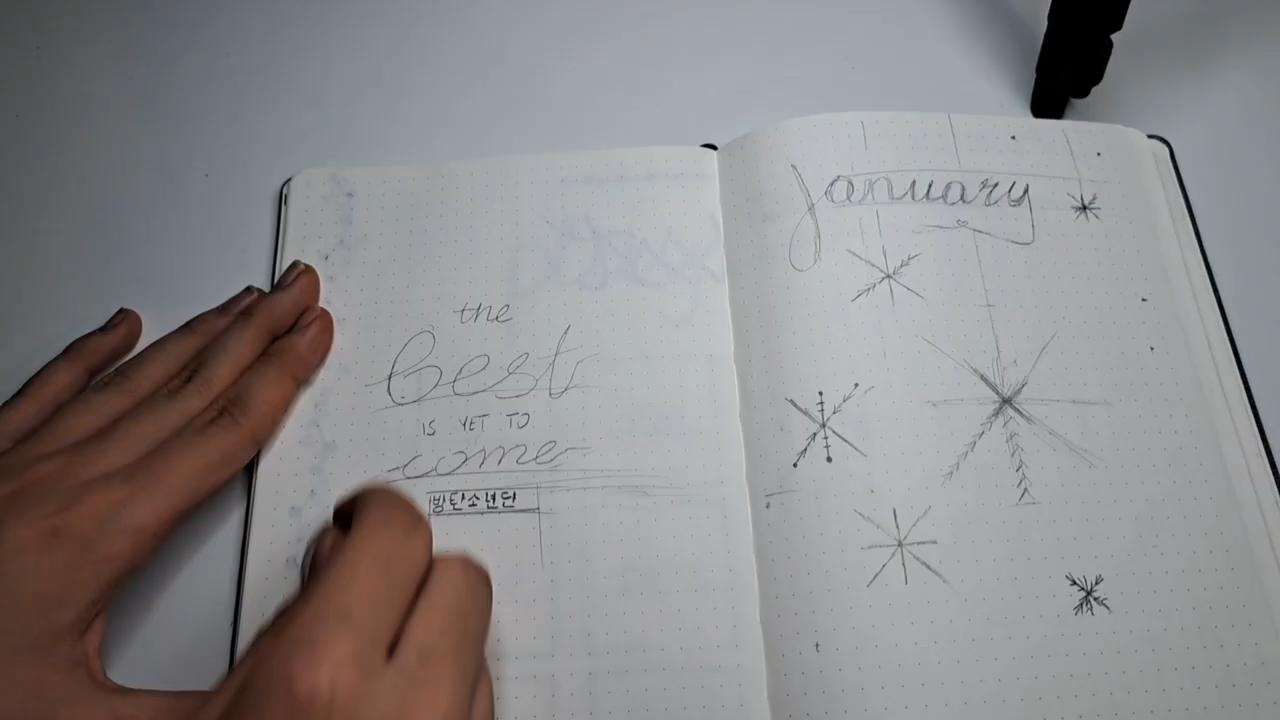 the
Best
IS YET TO
come
방탄소년단
January